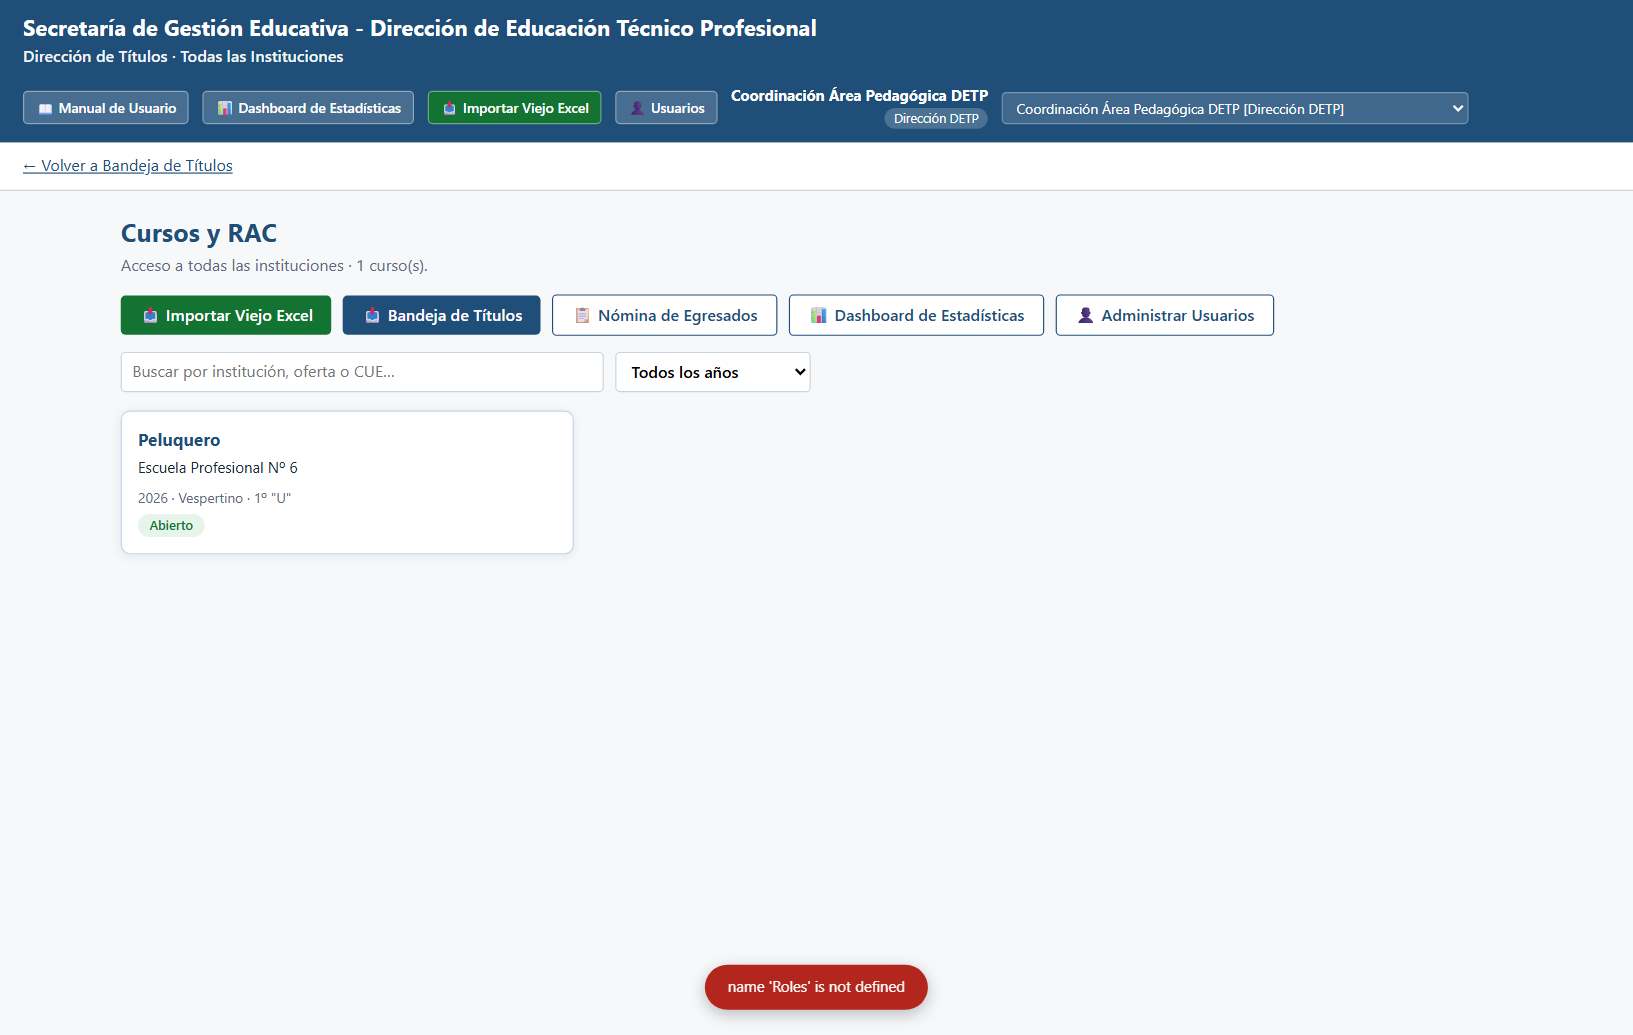 Secretaría de Gestión Educativa - Dirección de Educación Técnico Profesional
Dirección de Títulos · Todas las Instituciones
Manual de Usuario
Dashboard de Estadísticas
Importar Viejo Excel
Usuarios
Coordinación Área Pedagógica DETP
Dirección DETP
Coordinación Área Pedagógica DETP [Dirección DETP]
← Volver a Bandeja de Títulos
Cursos y RAC
Acceso a todas las instituciones · 1 curso(s).
Importar Viejo Excel
Bandeja de Títulos
Nómina de Egresados
Dashboard de Estadísticas
Administrar Usuarios
Buscar por institución, oferta o CUE...
Todos los años
Peluquero
Escuela Profesional Nº 6
2026 · Vespertino · 1º "U"
Abierto
name 'Roles' is not defined